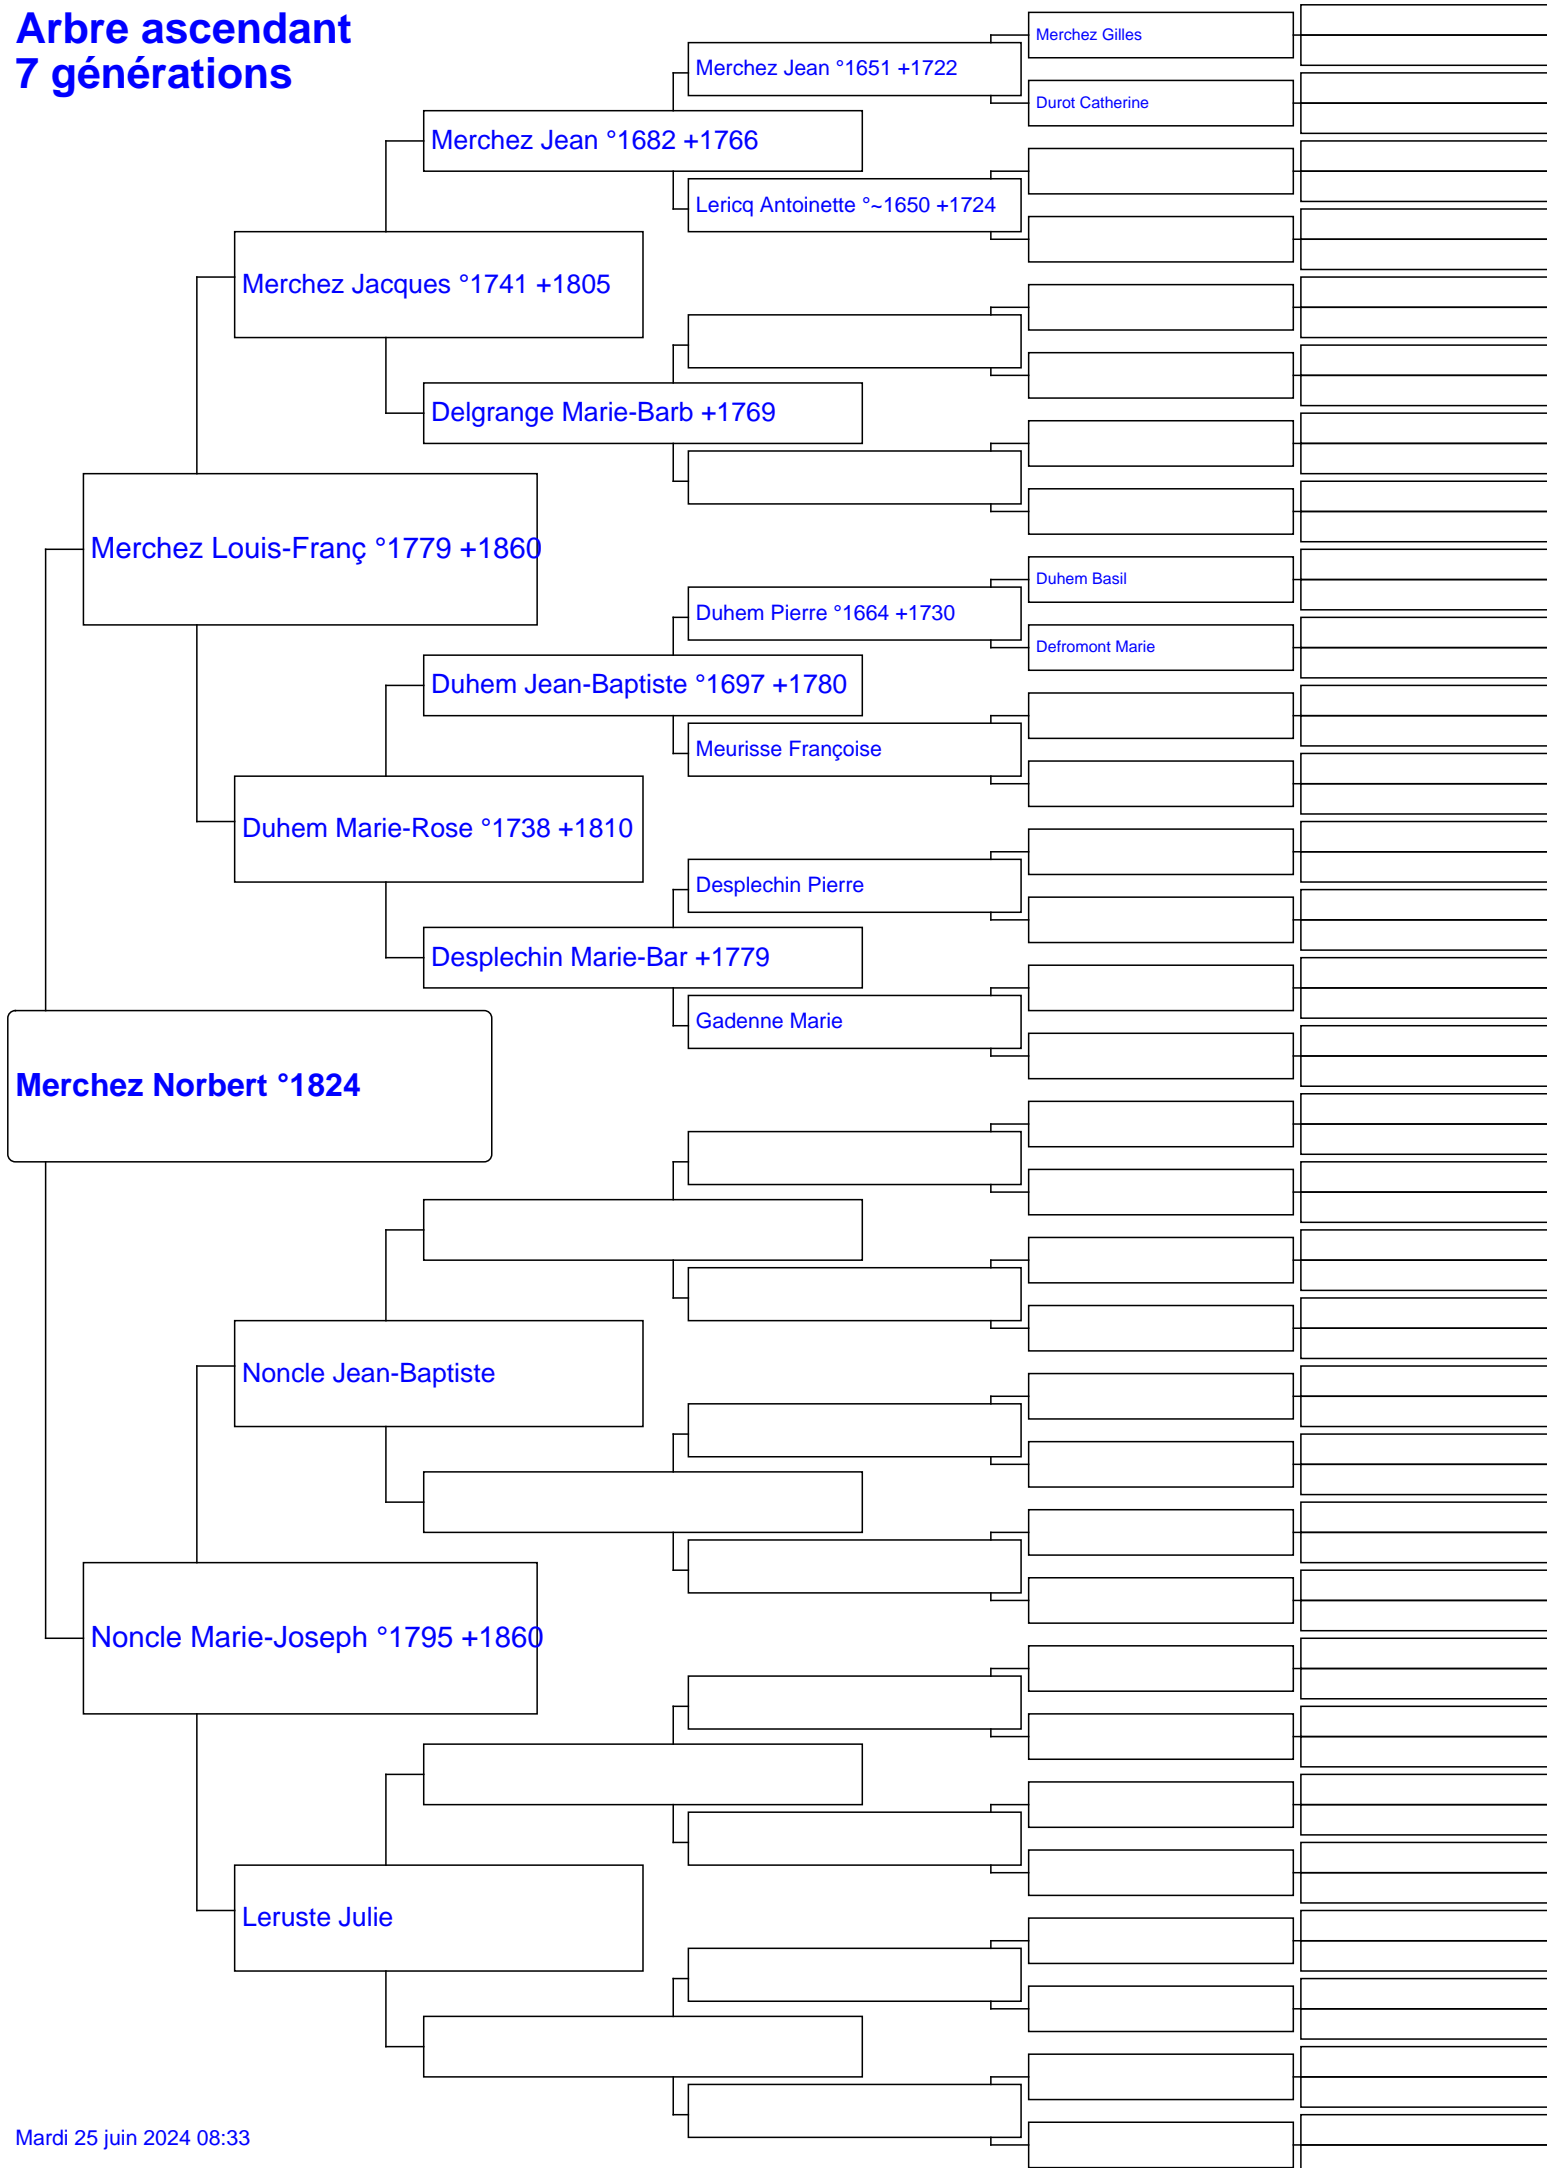 Arbre ascendant
7 générations
Merchez Gilles
Merchez Jean °1651 +1722
Durot Catherine
Merchez Jean °1682 +1766
Lericq Antoinette °~1650 +1724
Merchez Jacques °1741 +1805
Delgrange Marie-Barb +1769
Merchez Louis-Franç °1779 +1860
Duhem Basil
Duhem Pierre °1664 +1730
Defromont Marie
Duhem Jean-Baptiste °1697 +1780
Meurisse Françoise
Duhem Marie-Rose °1738 +1810
Desplechin Pierre
Desplechin Marie-Bar +1779
Gadenne Marie
Merchez Norbert °1824
Noncle Jean-Baptiste
Noncle Marie-Joseph °1795 +1860
Leruste Julie
Mardi 25 juin 2024 08:33